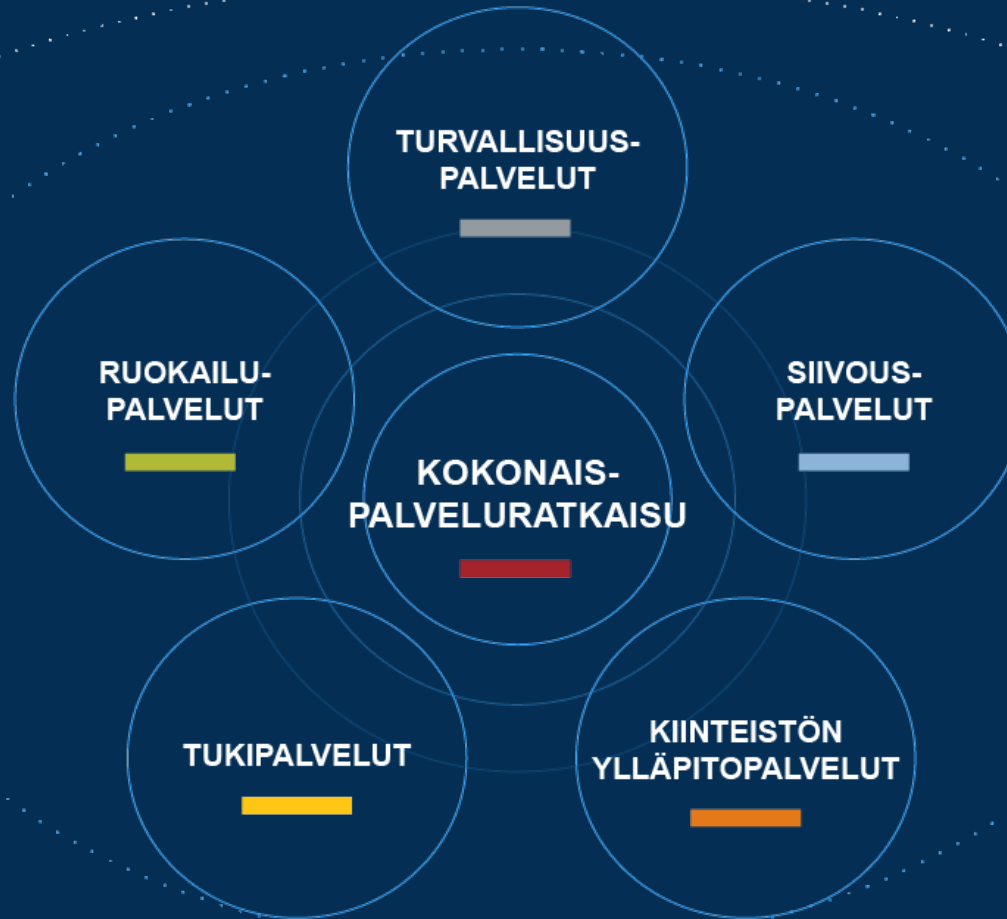 TURVALLISUUS-
PALVELUT
RUOKAILU-
PALVELUT
SIIVOUS-
PALVELUT
KOKONAIS-
PALVELURATKAISU
TUKIPALVELUT
KIINTEISTÖN
YLLÄPITOPALVELUT